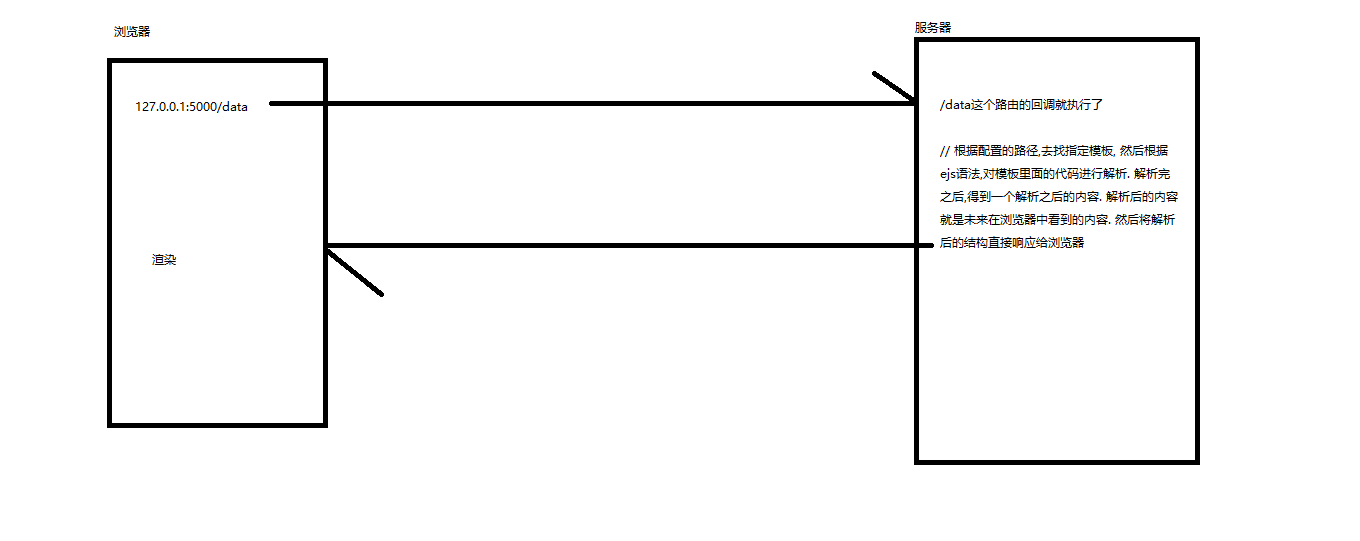 浏览器
服务器
127.0.0.1:5000/data
/data这个路由的回调就执行了
// 根据配置的路径,去找指定模板, 然后根据
ejs语法,对模板里面的代码进行解析. 解析完
之后,得到一个解析之后的内容. 解析后的内容
就是未来在浏览器中看到的内容. 然后将解析
后的结构直接响应给浏览器
渲染